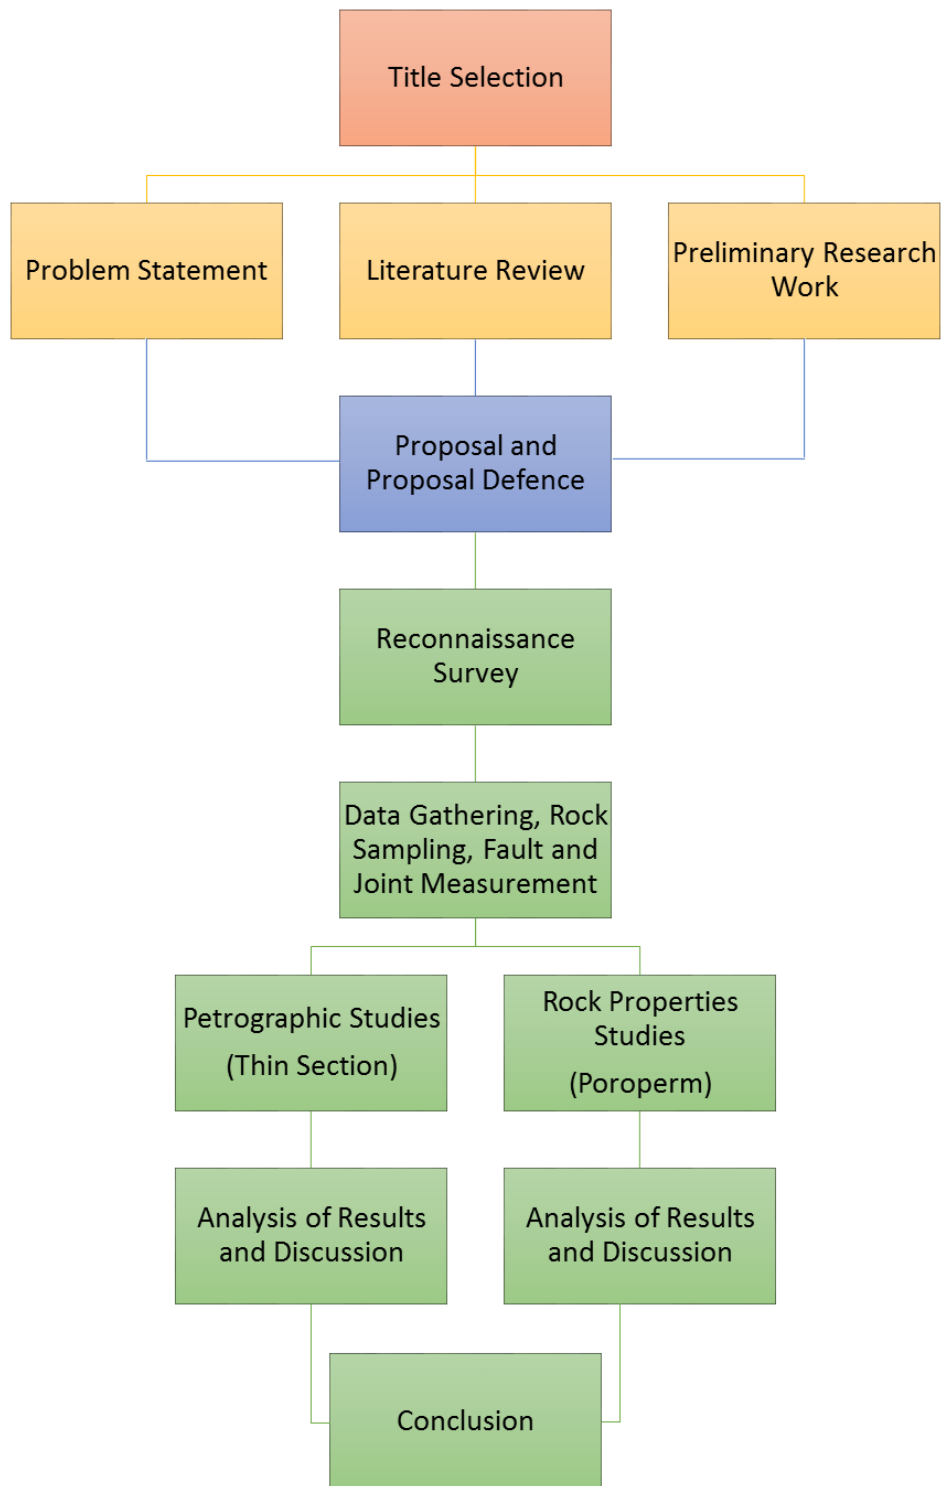 Title Selection
Problem Statement
Literature Review
Preliminary Research
Work
Proposal and
Proposal Defence
Reconnaissance
Survey
Data Gathering, Rock
Sampling, Fault and
Joint Measurement
Petrographic Studies
(Thin Section)
Rock Properties
Studies
(Poroperm)
Analysis of Results
and Discussion
Analysis of Results
and Discussion
Conclusion